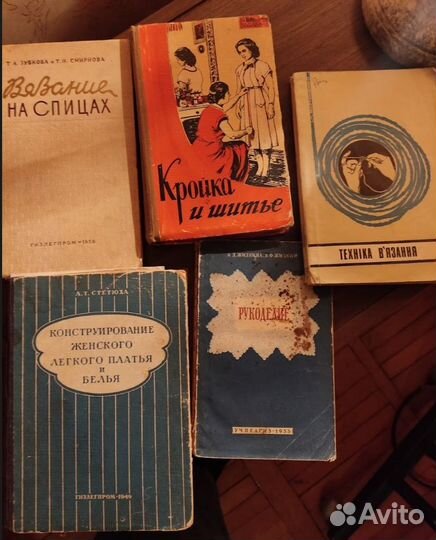 Т. А. ЗУБКОВА и Т. Н. СМИРНОВА
Вязание
НА СПИЦАХ
ГИЗЛЕГПРОМ - 1956
Кройка
и шитье
ТЕХНІКА В'ЯЗАННЯ
А. Т. СТЕТЮХА
КОНСТРУИРОВАНИЕ
ЖЕНСКОГО
ЛЕГКОГО ПЛАТЬЯ
И
БЕЛЬЯ
ГИЗЛЕГПРОМ - 1949
РУКОДЕЛИЕ
УЧПЕДГИЗ - 1955
Avito